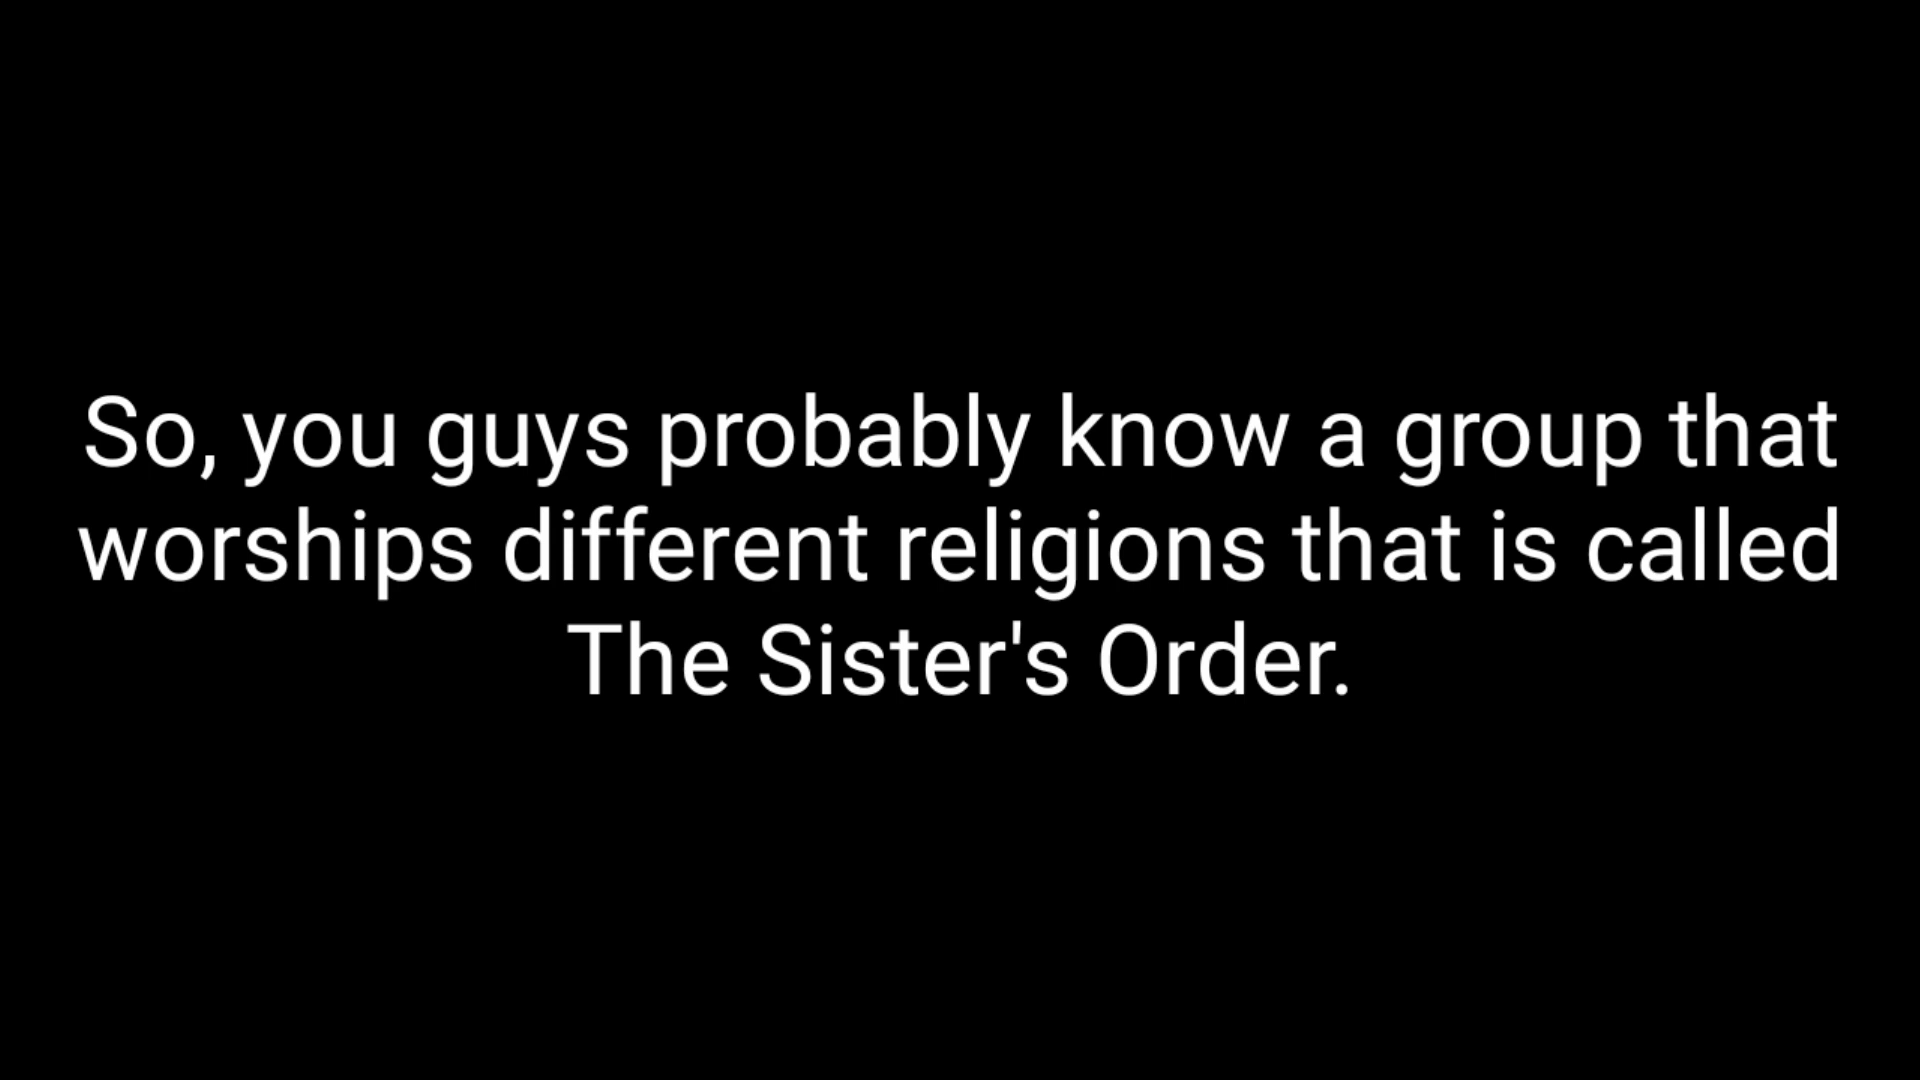 So, you guys probably know a group that
worships different religions that is called
The Sister's Order.